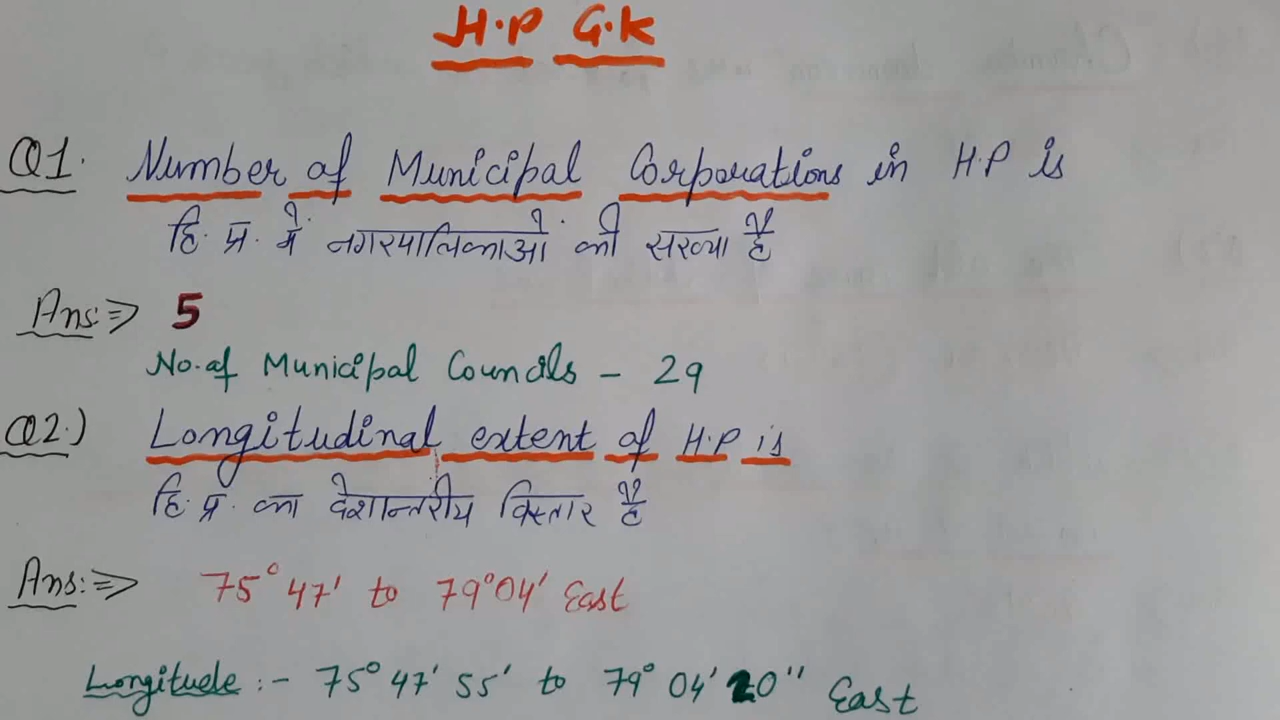 H.P G.K
Q1. Number of Municipal Corporations in H.P is
हि. प्र. में नगरपालिकाओं की संख्या है
Ans:⇒ 5
No. of Municipal Councils - 29
Q2.) Longitudinal extent of H.P is
हि. प्र. का देशान्तरीय विस्तार है
Ans:⇒ 75° 47' to 79° 04' East
Longitude :- 75° 47' 55' to 79° 04' 20" East